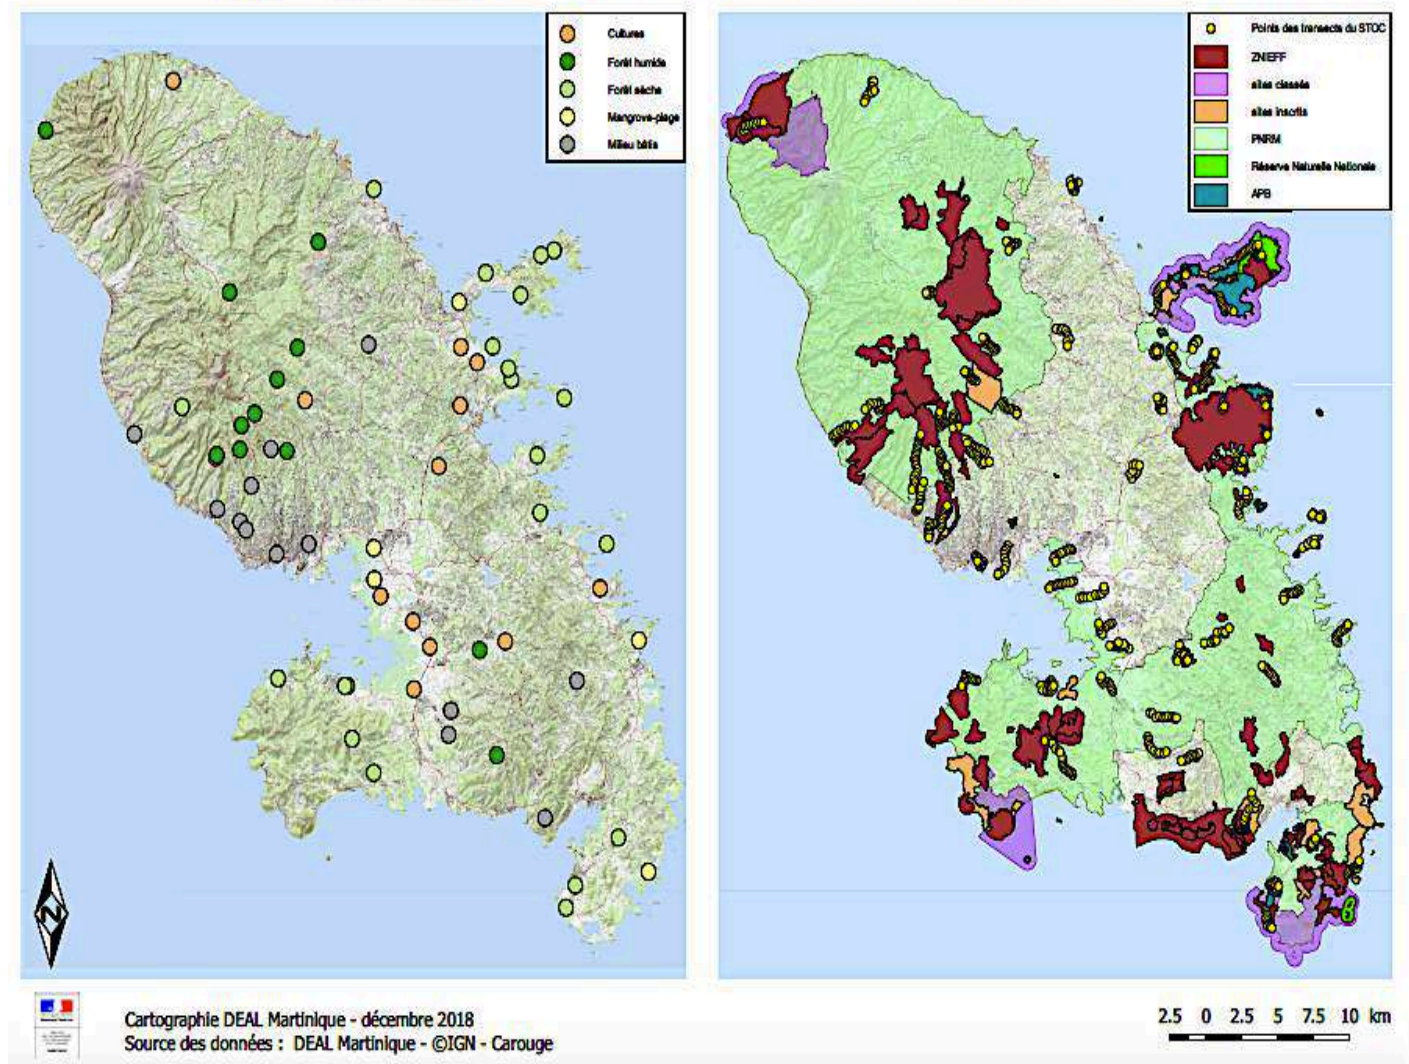 Cultures
Forêt humide
Forêt sèche
Mangrove-plage
Milieu bâtis
Points des transects du STOC
ZNIEFF
sites classés
sites inscrits
PNRM
Réserve Naturelle Nationale
APB
N
Cartographie DEAL Martinique - décembre 2018
Source des données : DEAL Martinique - ©IGN - Carouge
2.5 0 2.5 5 7.5 10 km